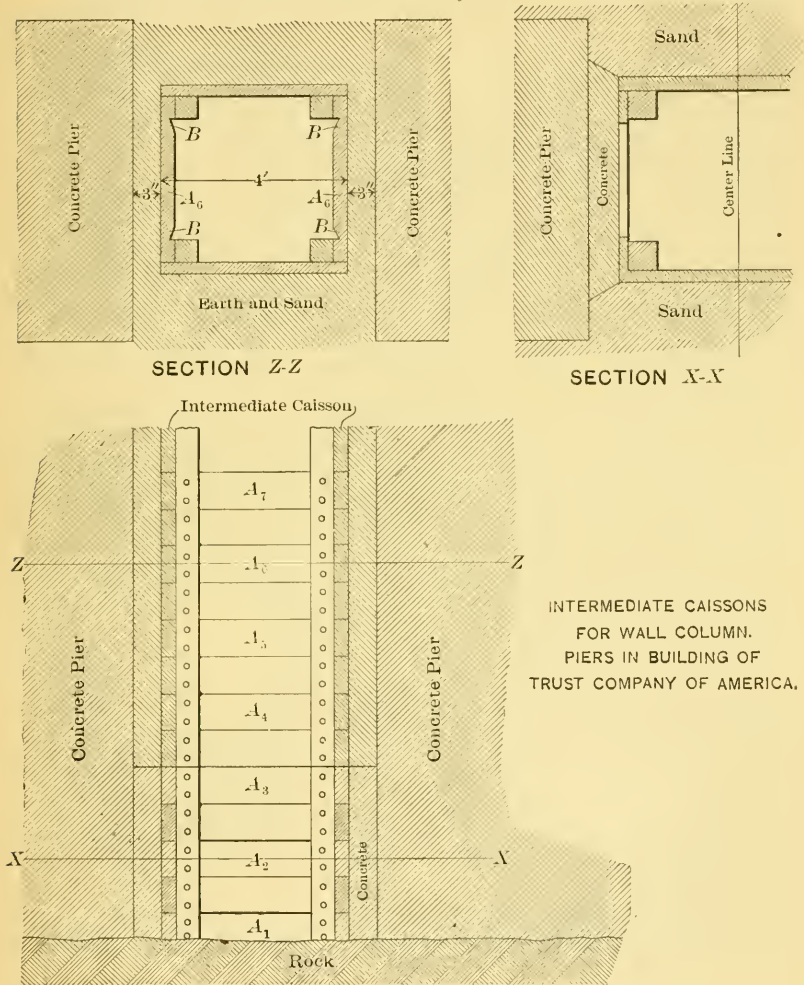 Sand
Concrete Pier
B
B
Concrete Pier
3"
A6
4'
A6
3"
B
B
Earth and Sand
SECTION Z-Z
Concrete Pier
Concrete
Center Line
Sand
SECTION X-X
Intermediate Caisson
A7
Z
A6
Z
A5
Concrete Pier
A4
Concrete Pier
A3
X
A2
X
Concrete
A1
Rock
INTERMEDIATE CAISSONS
FOR WALL COLUMN.
PIERS IN BUILDING OF
TRUST COMPANY OF AMERICA.